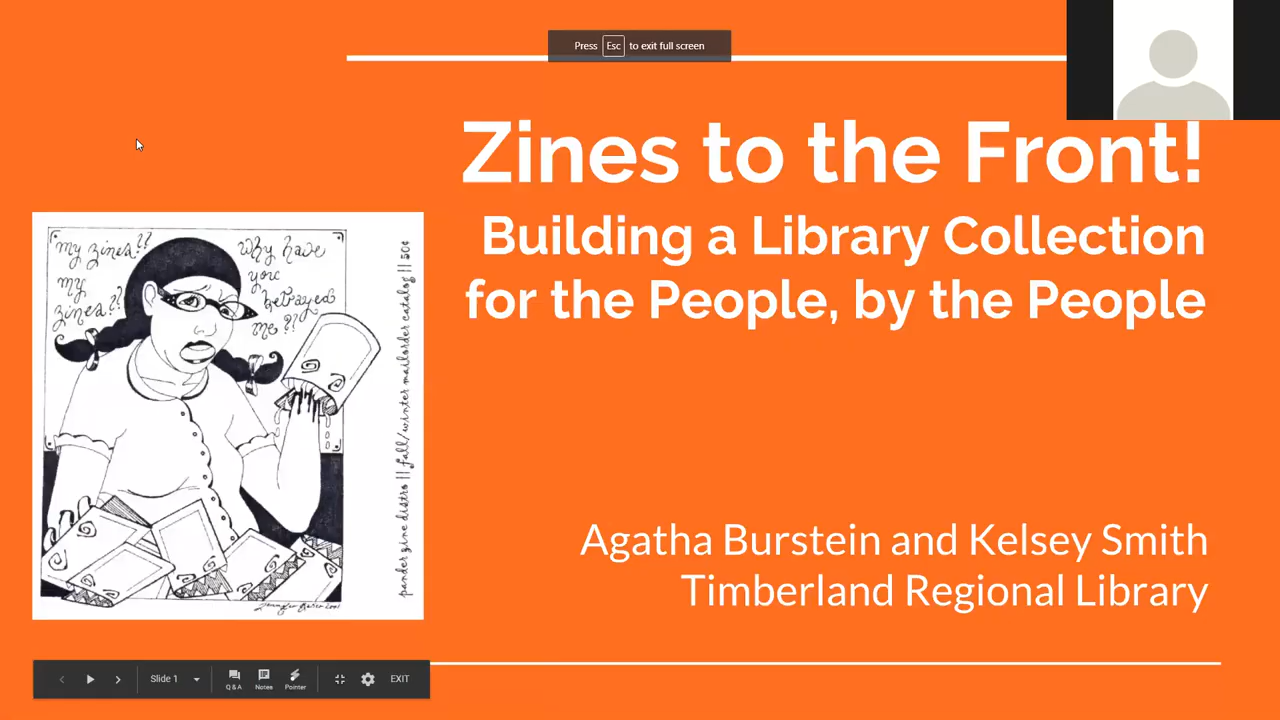 Press Esc to exit full screen
Zines to the Front!
Building a Library Collection
for the People, by the People
my zines??
my
zines??
why have
you
betrayed
me??
pander zine distro || fall/winter mailorder catalog || 50¢
Agatha Burstein and Kelsey Smith
Timberland Regional Library
Slide 1
Q & A
Notes
Pointer
EXIT